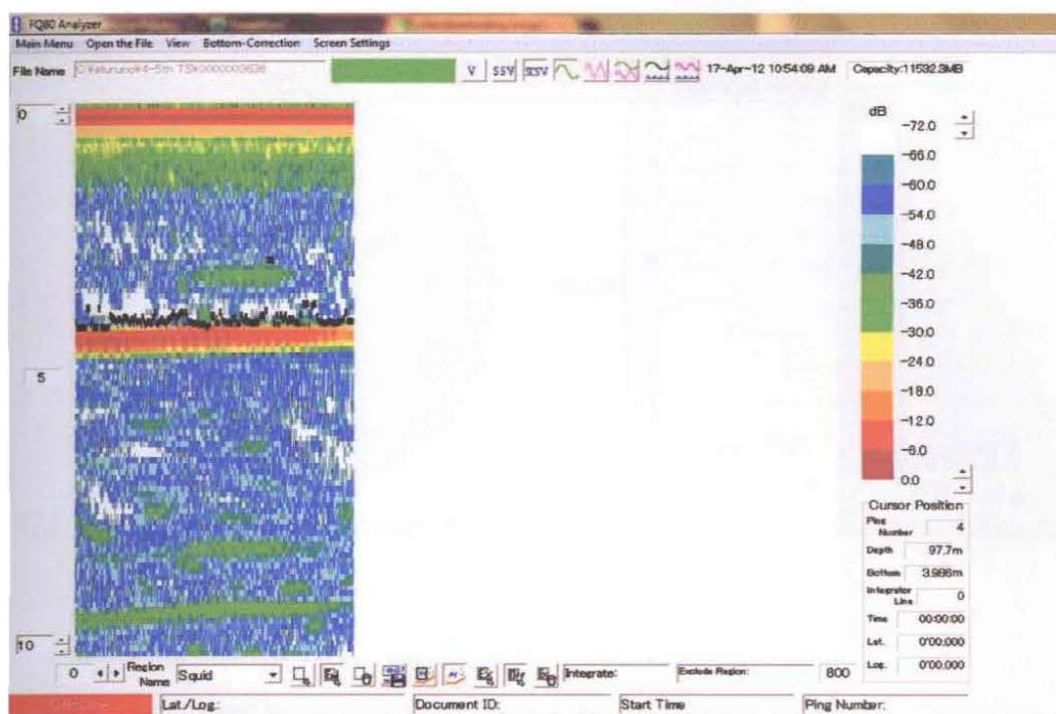 FQ80 Analyzer
Main Menu Open the File View Bottom-Correction Screen Settings
File Name
V SSV 17-Apr-12 10:54:09 AM Capacity:11532.3MB
dB
0
-72.0
-66.0
-60.0
-54.0
-48.0
-42.0
-36.0
-30.0
-24.0
-18.0
-12.0
-6.0
0.0
5
10
Cursor Position
Ping Number 4
Depth 97.7m
Bottom 3.986m
Integrator Line 0
Time 00:00:00
Lat. 0'00.000
Log. 0'00.000
0 Region Name Squid Integrate: Exclude Region: 800
Lat./Log.: Document ID: Start Time Ping Number: